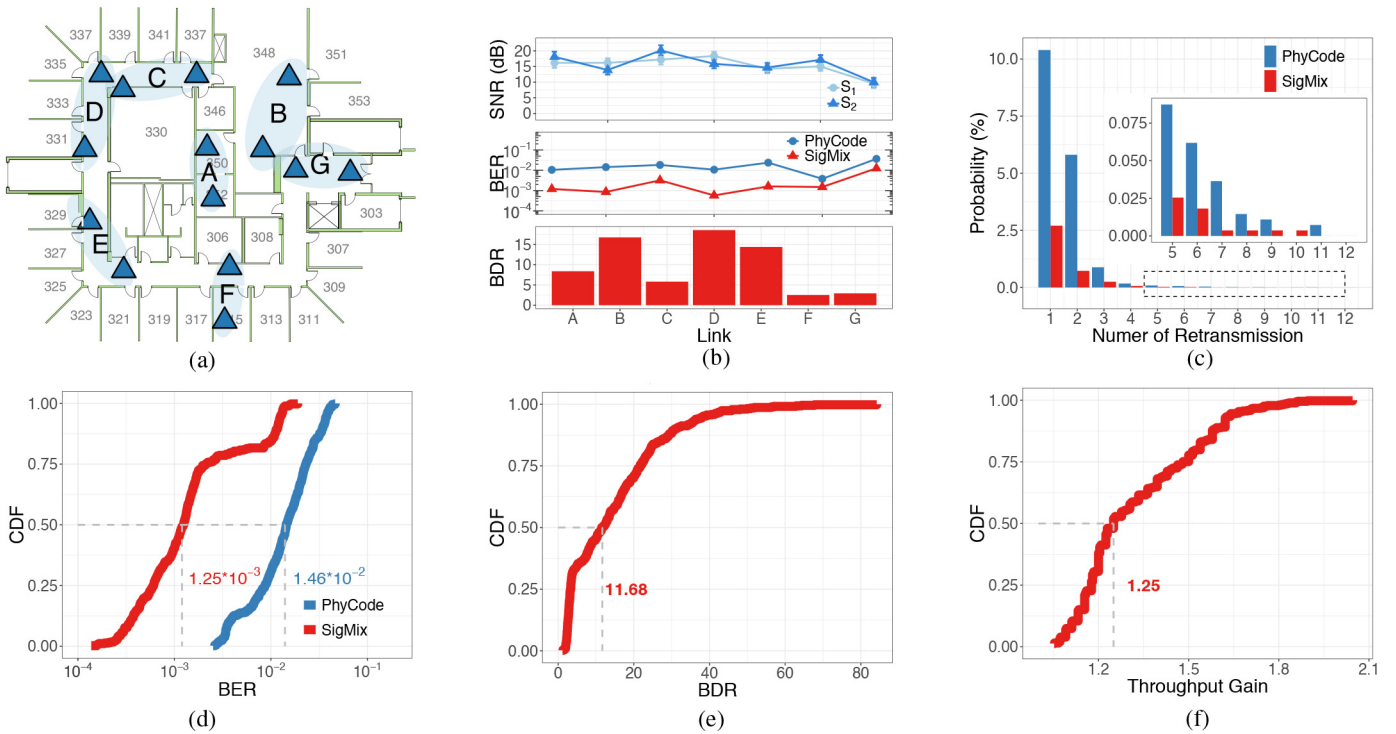 337
339
341
337
348
351
335
C
D
333
B
346
353
331
330
A
G
329
303
E
306
308
327
307
325
F
309
323
321
319
317
313
311
(a)
SNR (dB)
20
15
10
5
0
S1
S2
BER
10−1
10−2
10−3
10−4
PhyCode
SigMix
BDR
15
10
5
0
A B C D E F G
Link
(b)
Probability (%)
10.0
7.5
5.0
2.5
0.0
PhyCode
SigMix
0.075
0.050
0.025
0.000
5 6 7 8 9 10 11 12
1 2 3 4 5 6 7 8 9 10 11 12
Numer of Retransmission
(c)
CDF
1.00
0.75
0.50
0.25
0.00
1.25*10−3
1.46*10−2
PhyCode
SigMix
10−4 10−3 10−2 10−1
BER
(d)
CDF
1.00
0.75
0.50
0.25
0.00
11.68
0 20 40 60 80
BDR
(e)
CDF
1.00
0.75
0.50
0.25
0.00
1.25
1.2 1.5 1.8 2.1
Throughput Gain
(f)